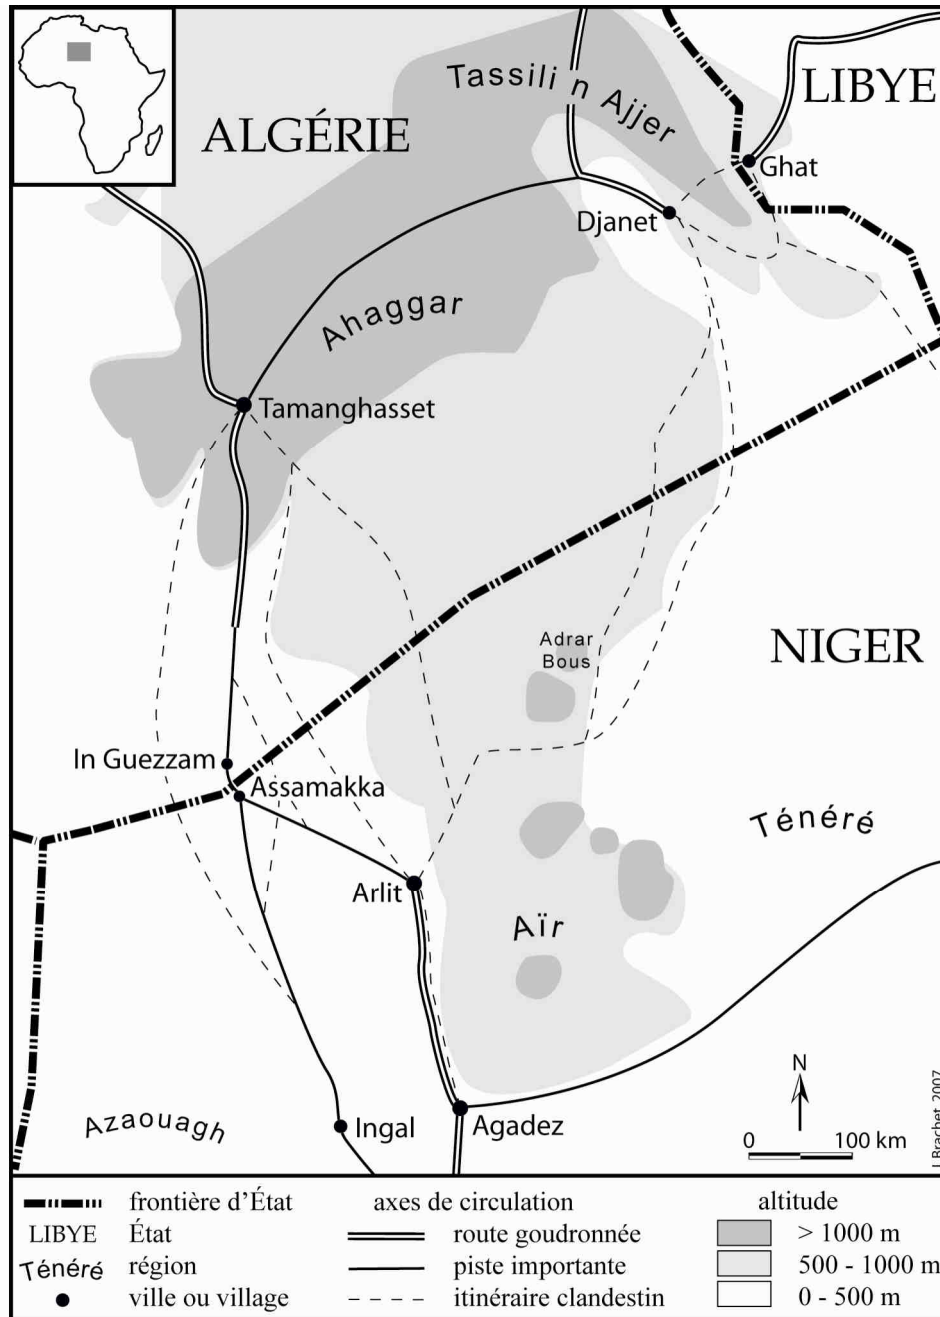 Tassili n Ajjer
LIBYE
ALGÉRIE
Ghat
Djanet
Ahaggar
Tamanghasset
Adrar
Bous
NIGER
In Guezzam
Assamakka
Ténéré
Arlit
Aïr
N
Azaouagh
Ingal
Agadez
0 100 km
J. Brachet, 2007
frontière d'État
LIBYE État
Ténéré région
ville ou village
axes de circulation
route goudronnée
piste importante
itinéraire clandestin
altitude
> 1000 m
500 - 1000 m
0 - 500 m